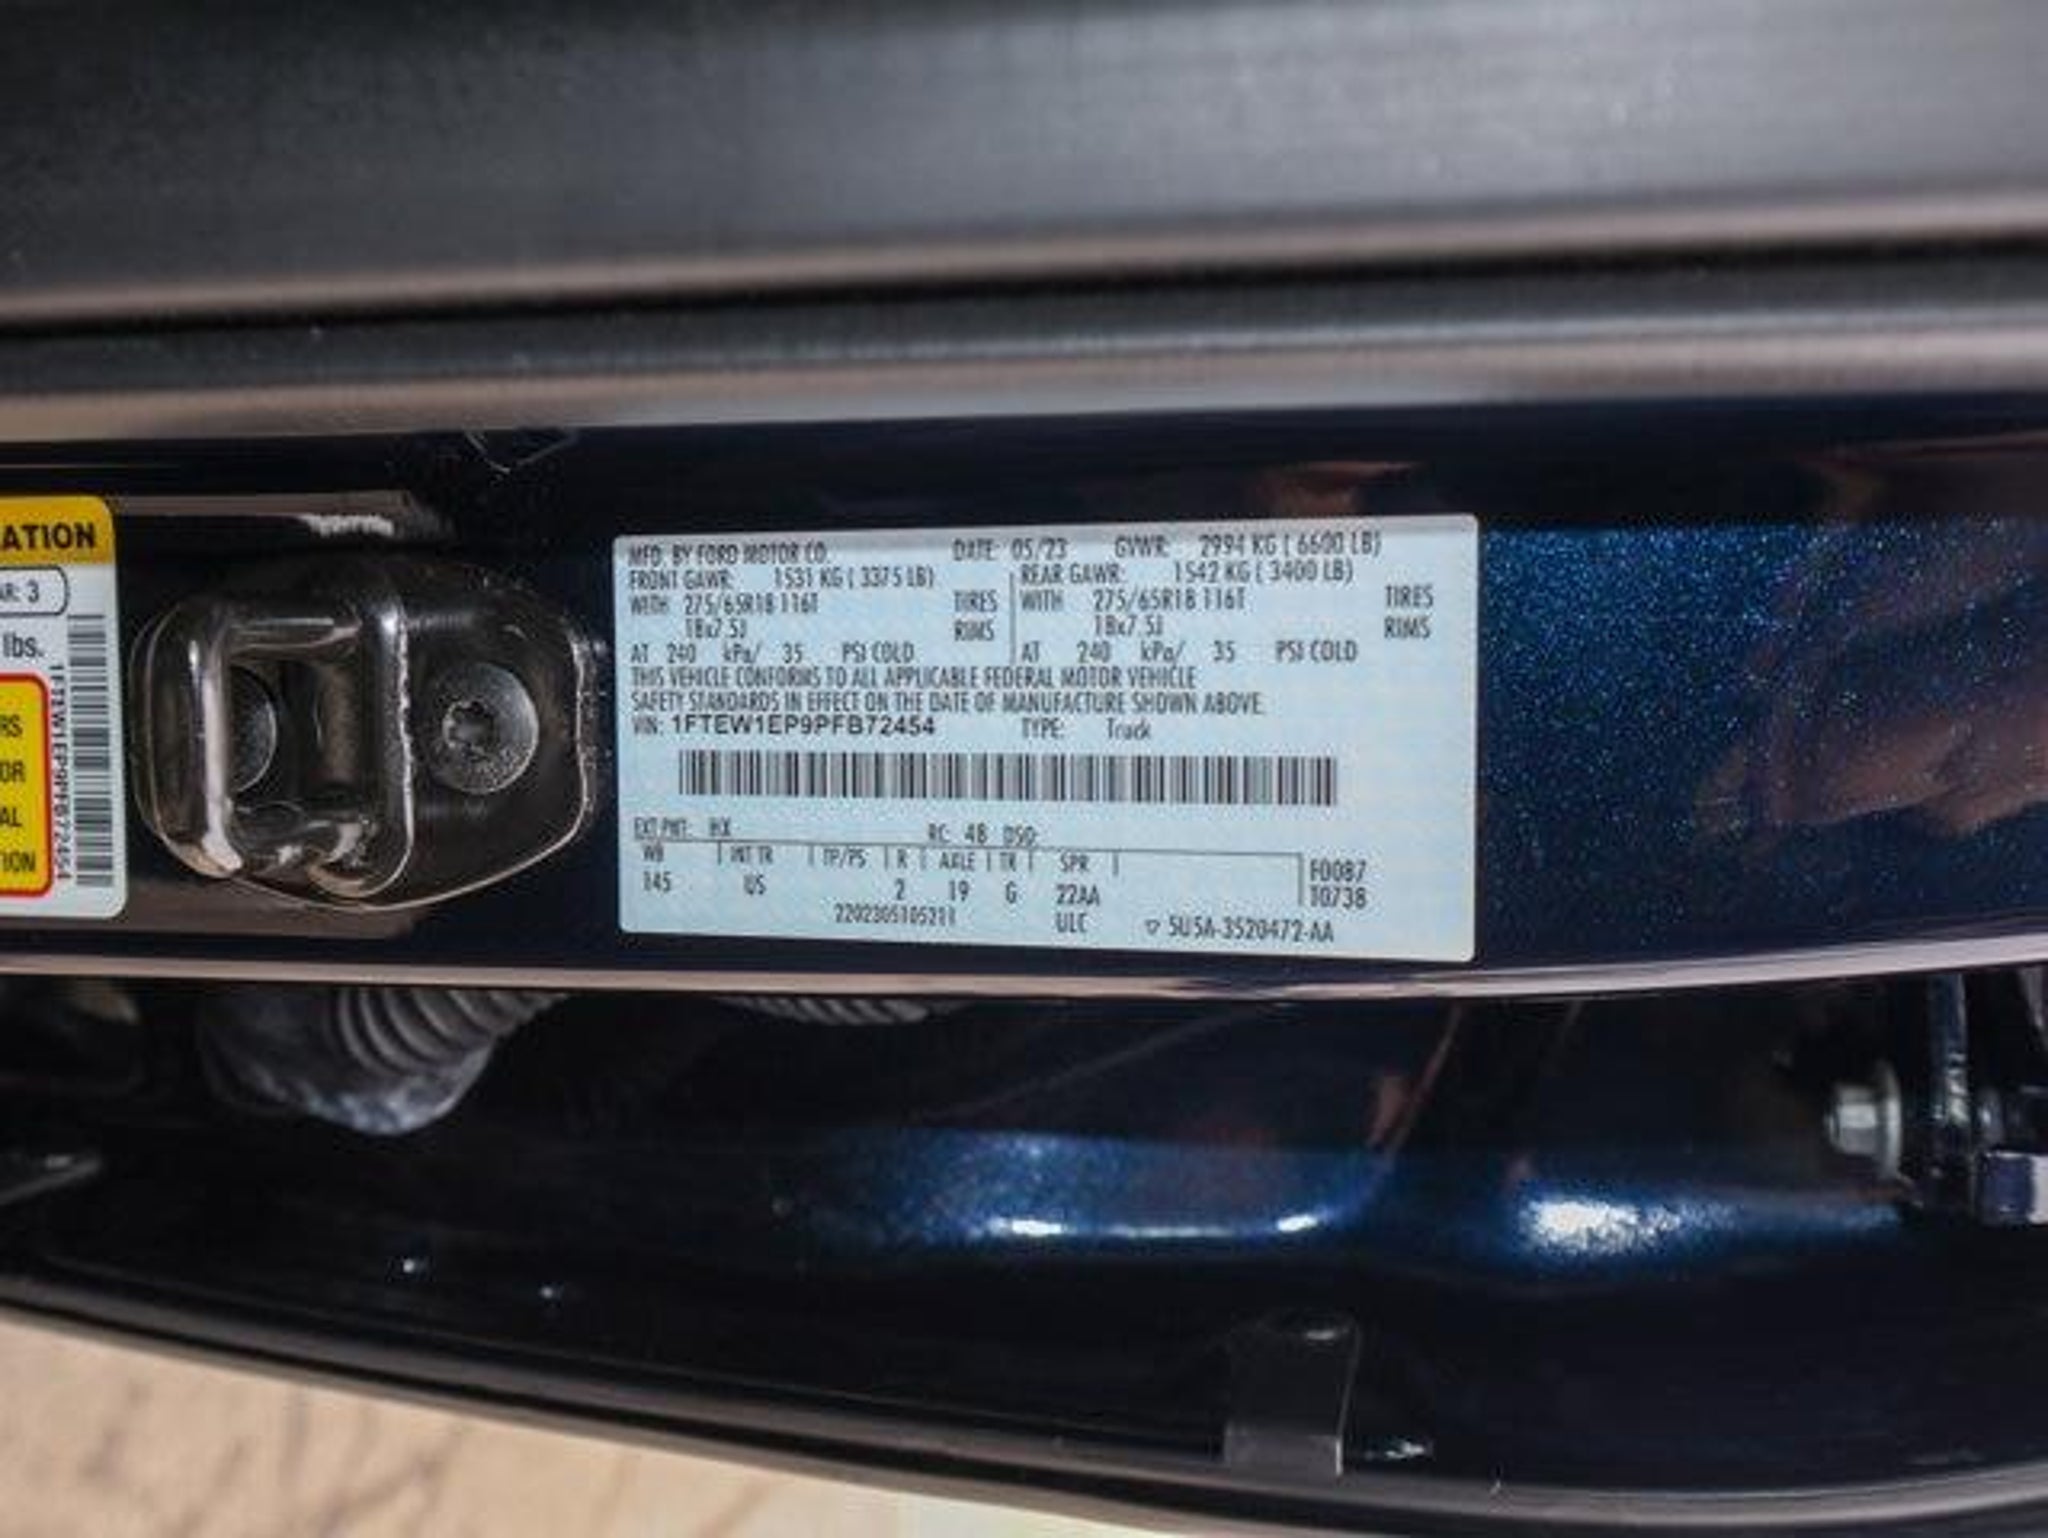 ATION
AR: 3
lbs.
RS
OR
AL
TION
1FTEW1EP9PFB72454
MFD. BY FORD MOTOR CO. DATE: 05/23 GVWR: 2994 KG ( 6600 LB)
FRONT GAWR: 1531 KG ( 3375 LB) REAR GAWR: 1542 KG ( 3400 LB)
WITH 275/65R18 116T TIRES WITH 275/65R18 116T TIRES
18x7.5J RIMS 18x7.5J RIMS
AT 240 kPa/ 35 PSI COLD AT 240 kPa/ 35 PSI COLD
THIS VEHICLE CONFORMS TO ALL APPLICABLE FEDERAL MOTOR VEHICLE
SAFETY STANDARDS IN EFFECT ON THE DATE OF MANUFACTURE SHOWN ABOVE.
VIN: 1FTEW1EP9PFB72454 TYPE: Truck
EXT PNT: HX RC: 48 DSO:
WB INT TR TP/PS R AXLE TR SPR F0087
145 US 2 19 G 22AA T0738
2202305105211 ULC ▽ 5U5A-3520472-AA